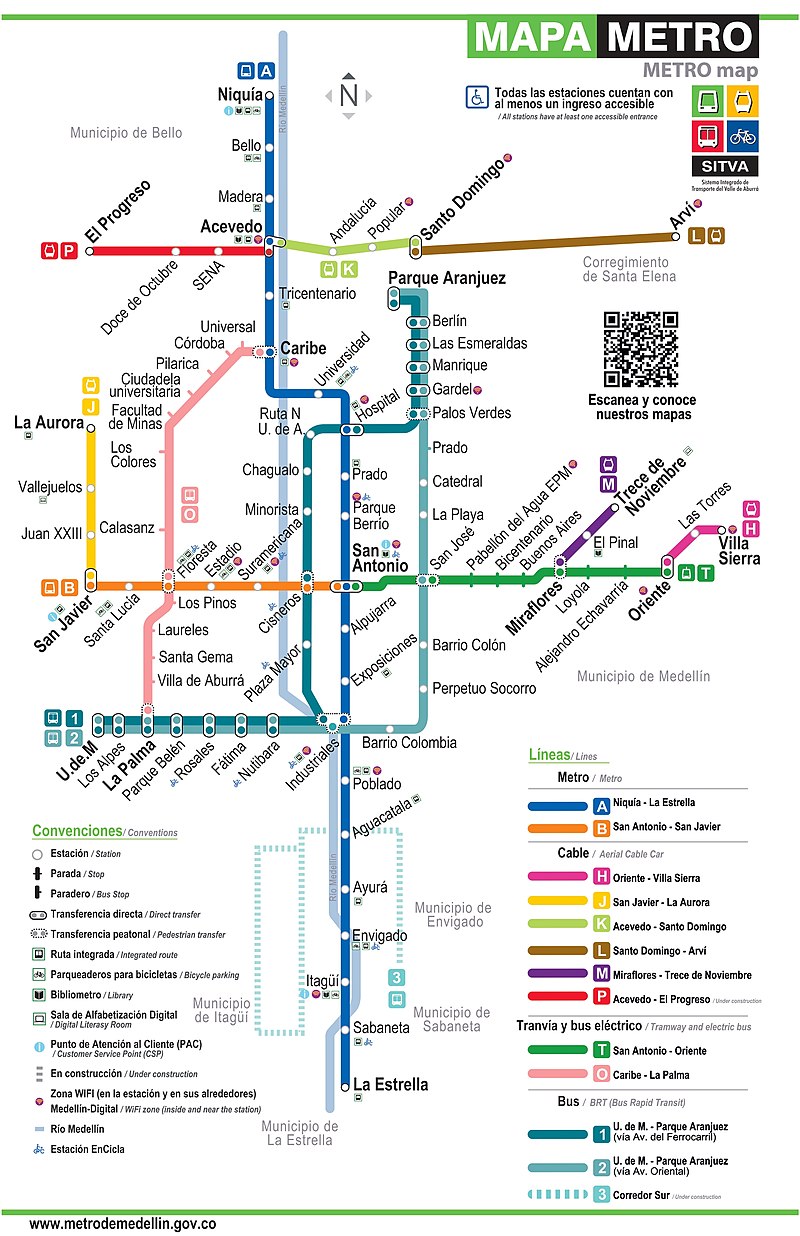 MAPA METRO
METRO map
Todas las estaciones cuentan con
al menos un ingreso accesible
/ All stations have at least one accessible entrance
SITVA
Sistema Integrado de
Transporte del Valle de Aburrá
N
A
Niquía
Río Medellín
Municipio de Bello
Bello
Madera
Acevedo
P
El Progreso
Doce de Octubre
SENA
Andalucía
Popular
Santo Domingo
K
Arví
L
Corregimiento
de Santa Elena
Tricentenario
Parque Aranjuez
Berlín
Las Esmeraldas
Manrique
Gardel
Palos Verdes
Escanea y conoce
nuestros mapas
Universal
Córdoba
Caribe
Pilarica
Ciudadela
universitaria
Facultad
de Minas
Los
Colores
Calasanz
O
Universidad
Hospital
Ruta N
U. de A.
Chagualo
Minorista
Prado
Parque
Berrío
San
Antonio
Prado
Catedral
La Playa
San José
J
La Aurora
Vallejuelos
Juan XXIII
B
San Javier
Santa Lucía
Floresta
Estadio
Suramericana
Cisneros
Pabellón del Agua EPM
Bicentenario
Buenos Aires
Miraflores
M
Trece de
Noviembre
El Pinal
Loyola
Alejandro Echavarría
Oriente
T
Las Torres
H
Villa
Sierra
Los Pinos
Laureles
Santa Gema
Villa de Aburrá
Plaza Mayor
Alpujarra
Exposiciones
Barrio Colón
Perpetuo Socorro
Municipio de Medellín
1
2
U.de.M
Los Alpes
La Palma
Parque Belén
Rosales
Fátima
Nutibara
Industriales
Barrio Colombia
Poblado
Aguacatala
Río Medellín
Ayurá
Municipio de
Envigado
Envigado
3
Itagüí
Municipio
de Itagüí
Municipio de
Sabaneta
Sabaneta
La Estrella
Municipio de
La Estrella
Convenciones/ Conventions
Estación / Station
Parada / Stop
Paradero / Bus Stop
Transferencia directa / Direct transfer
Transferencia peatonal / Pedestrian transfer
Ruta integrada / Integrated route
Parqueaderos para bicicletas / Bicycle parking
Bibliometro / Library
Sala de Alfabetización Digital
/ Digital Literasy Room
Punto de Atención al Cliente (PAC)
/ Customer Service Point (CSP)
En construcción / Under construction
Zona WIFI (en la estación y en sus alrededores)
Medellín-Digital / WiFi zone (inside and near the station)
Río Medellín
Estación EnCicla
Líneas/ Lines
Metro / Metro
A Niquía - La Estrella
B San Antonio - San Javier
Cable / Aerial Cable Car
H Oriente - Villa Sierra
J San Javier - La Aurora
K Acevedo - Santo Domingo
L Santo Domingo - Arví
M Miraflores - Trece de Noviembre
P Acevedo - El Progreso / Under construction
Tranvía y bus eléctrico / Tramway and electric bus
T San Antonio - Oriente
O Caribe - La Palma
Bus / BRT (Bus Rapid Transit)
1 U. de M. - Parque Aranjuez
(vía Av. del Ferrocarril)
2 U. de M. - Parque Aranjuez
(vía Av. Oriental)
3 Corredor Sur / Under construction
www.metrodemedellin.gov.co